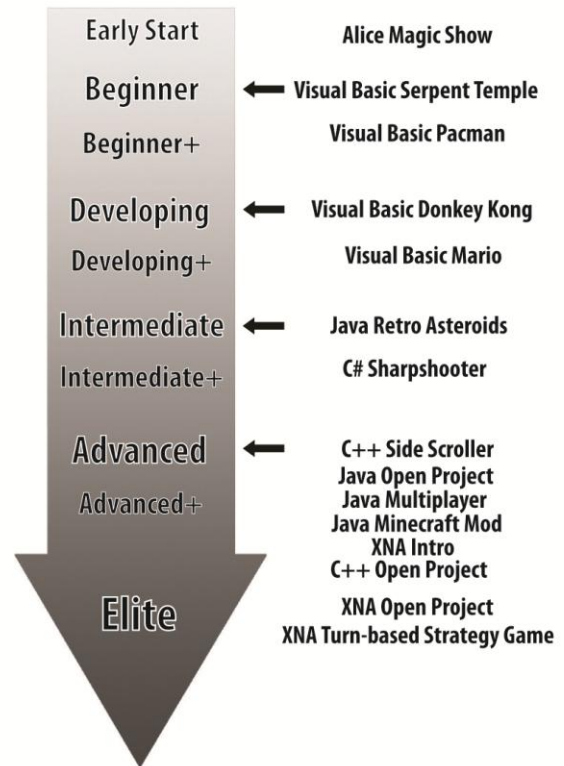 Early Start
Alice Magic Show
Beginner
Visual Basic Serpent Temple
Beginner+
Visual Basic Pacman
Developing
Visual Basic Donkey Kong
Developing+
Visual Basic Mario
Intermediate
Java Retro Asteroids
Intermediate+
C# Sharpshooter
Advanced
C++ Side Scroller
Java Open Project
Advanced+
Java Multiplayer
Java Minecraft Mod
XNA Intro
C++ Open Project
Elite
XNA Open Project
XNA Turn-based Strategy Game